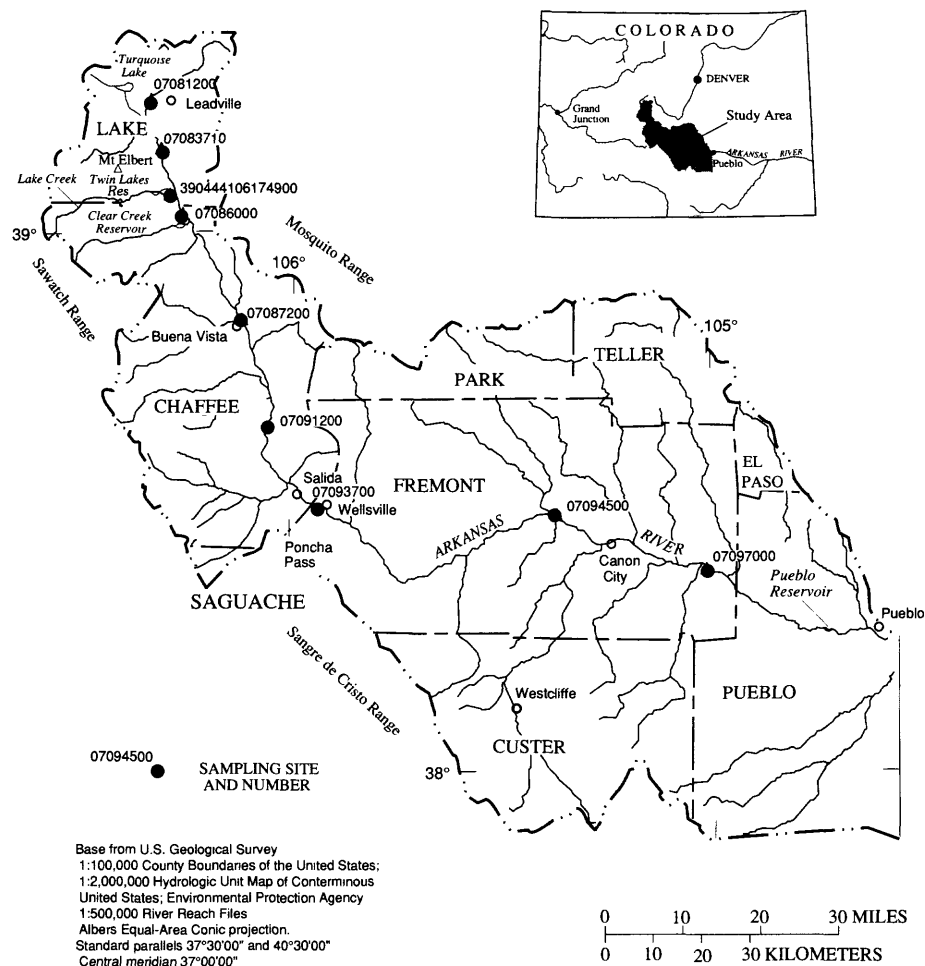 COLORADO
DENVER
Grand
Junction
Study Area
ARKANSAS RIVER
Pueblo
Turquoise
Lake
07081200
Leadville
LAKE
07083710
Mt Elbert
Lake Creek
Twin Lakes
Res
390444106174900
Clear Creek
Reservoir
07086000
39°
Mosquito Range
106°
Sawatch Range
07087200
Buena Vista
105°
TELLER
PARK
CHAFFEE
07091200
EL
PASO
Salida
07093700
Wellsville
FREMONT
07094500
ARKANSAS
RIVER
Poncha
Pass
Canon
City
07097000
Pueblo
Reservoir
Pueblo
SAGUACHE
Sangre de Cristo Range
Westcliffe
PUEBLO
CUSTER
38°
07094500
SAMPLING SITE
AND NUMBER
Base from U.S. Geological Survey
1:100,000 County Boundaries of the United States;
1:2,000,000 Hydrologic Unit Map of Conterminous
United States; Environmental Protection Agency
1:500,000 River Reach Files
Albers Equal-Area Conic projection.
Standard parallels 37°30'00" and 40°30'00"
Central meridian 37°00'00"
0 10 20 30 MILES
0 10 20 30 KILOMETERS